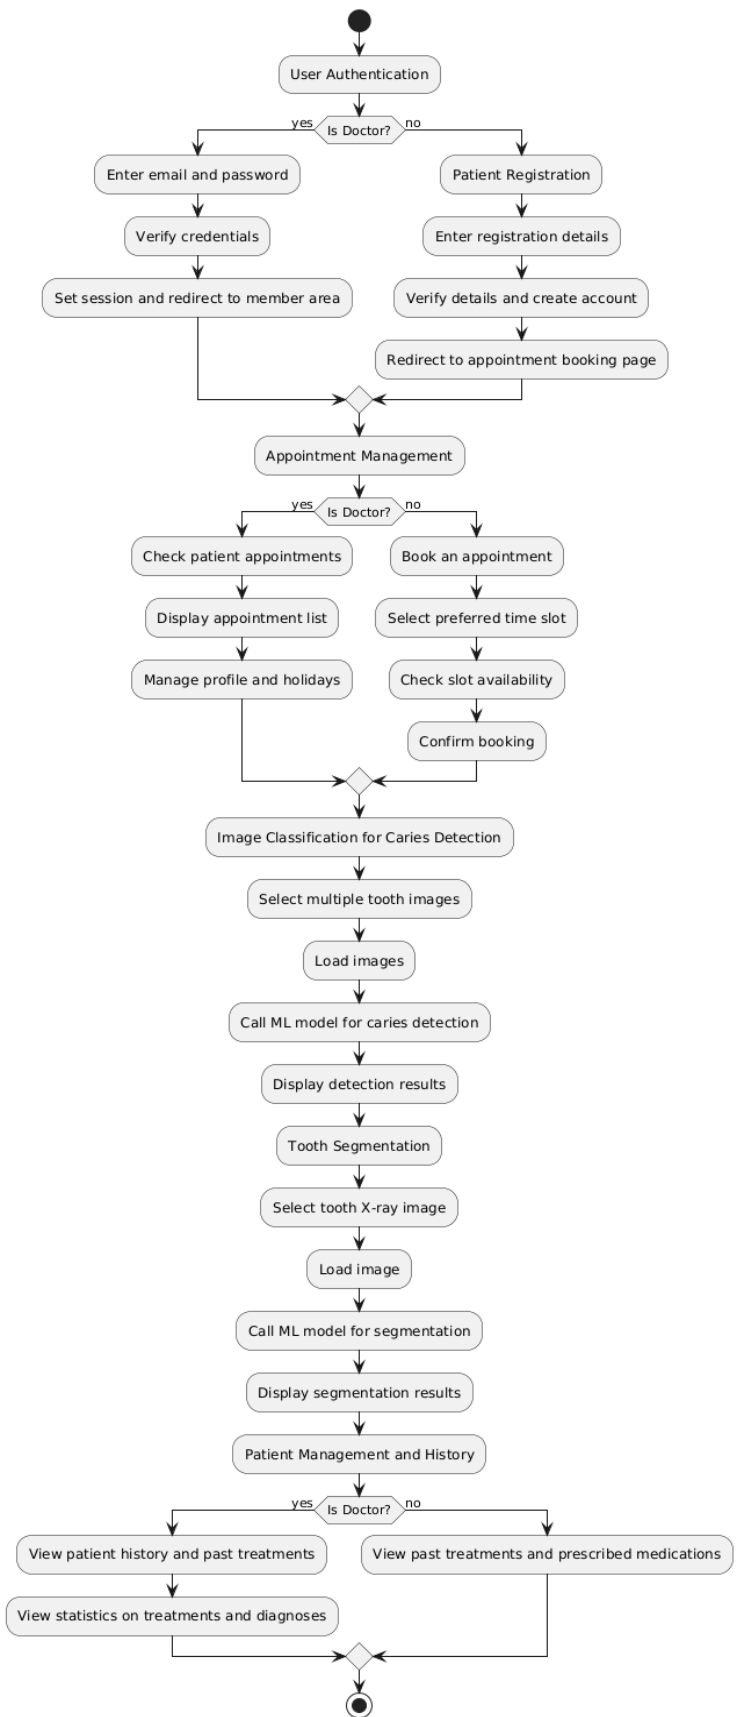 User Authentication
yes
Is Doctor?
no
Enter email and password
Verify credentials
Set session and redirect to member area
Patient Registration
Enter registration details
Verify details and create account
Redirect to appointment booking page
Appointment Management
yes
Is Doctor?
no
Check patient appointments
Display appointment list
Manage profile and holidays
Book an appointment
Select preferred time slot
Check slot availability
Confirm booking
Image Classification for Caries Detection
Select multiple tooth images
Load images
Call ML model for caries detection
Display detection results
Tooth Segmentation
Select tooth X-ray image
Load image
Call ML model for segmentation
Display segmentation results
Patient Management and History
yes
Is Doctor?
no
View patient history and past treatments
View statistics on treatments and diagnoses
View past treatments and prescribed medications